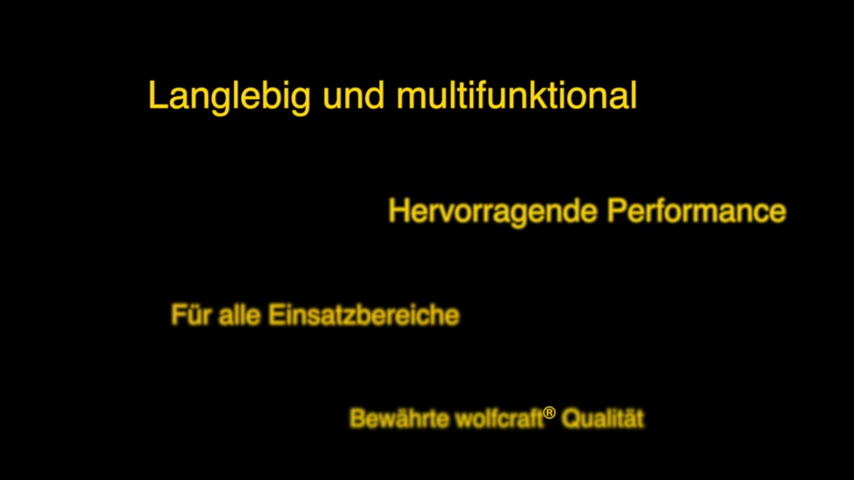 Langlebig und multifunktional
Hervorragende Performance
Für alle Einsatzbereiche
Bewährte wolfcraft® Qualität